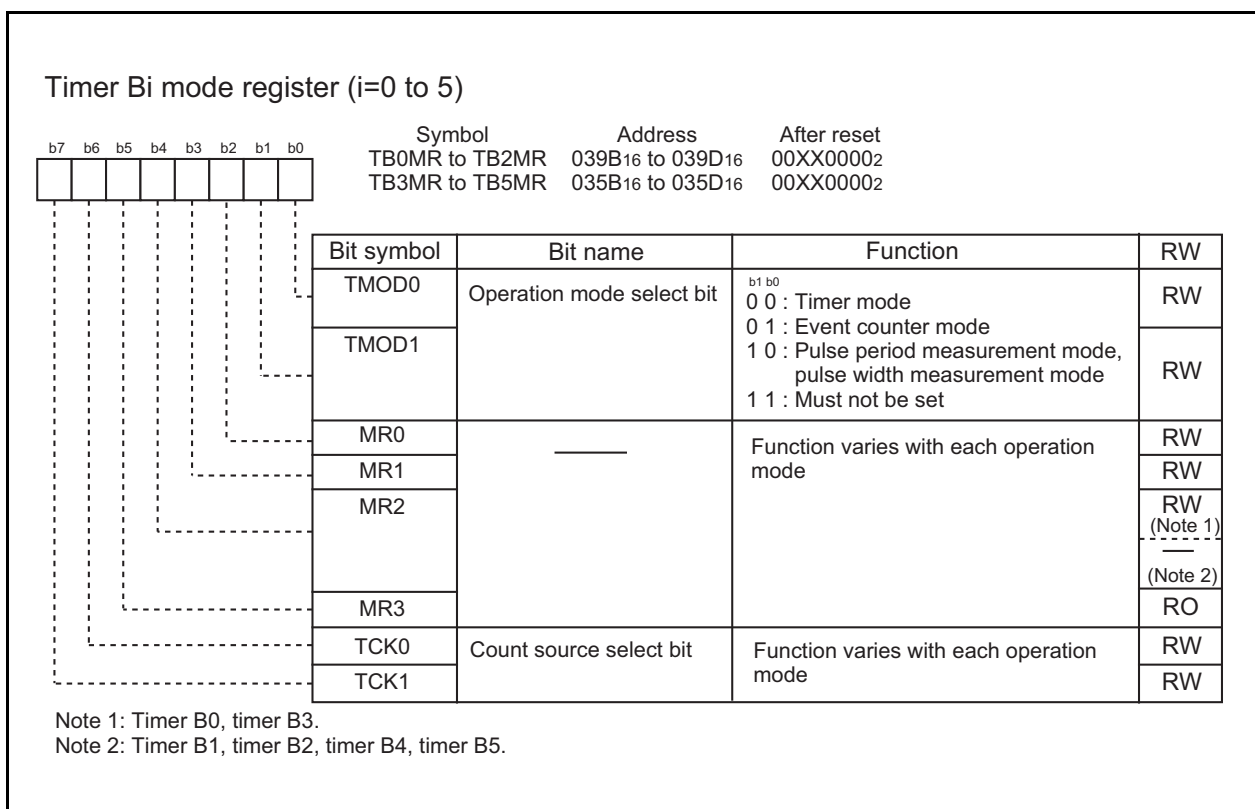 Timer Bi mode register (i=0 to 5)
b7 b6 b5 b4 b3 b2 b1 b0
Symbol Address After reset
TB0MR to TB2MR 039B16 to 039D16 00XX00002
TB3MR to TB5MR 035B16 to 035D16 00XX00002
Bit symbol Bit name Function RW
TMOD0 Operation mode select bit b1 b0
0 0 : Timer mode RW
0 1 : Event counter mode
TMOD1 1 0 : Pulse period measurement mode,
pulse width measurement mode RW
1 1 : Must not be set
MR0 Function varies with each operation RW
MR1 mode RW
MR2 RW
(Note 1)
(Note 2)
MR3 RO
TCK0 Count source select bit Function varies with each operation RW
TCK1 mode RW
Note 1: Timer B0, timer B3.
Note 2: Timer B1, timer B2, timer B4, timer B5.